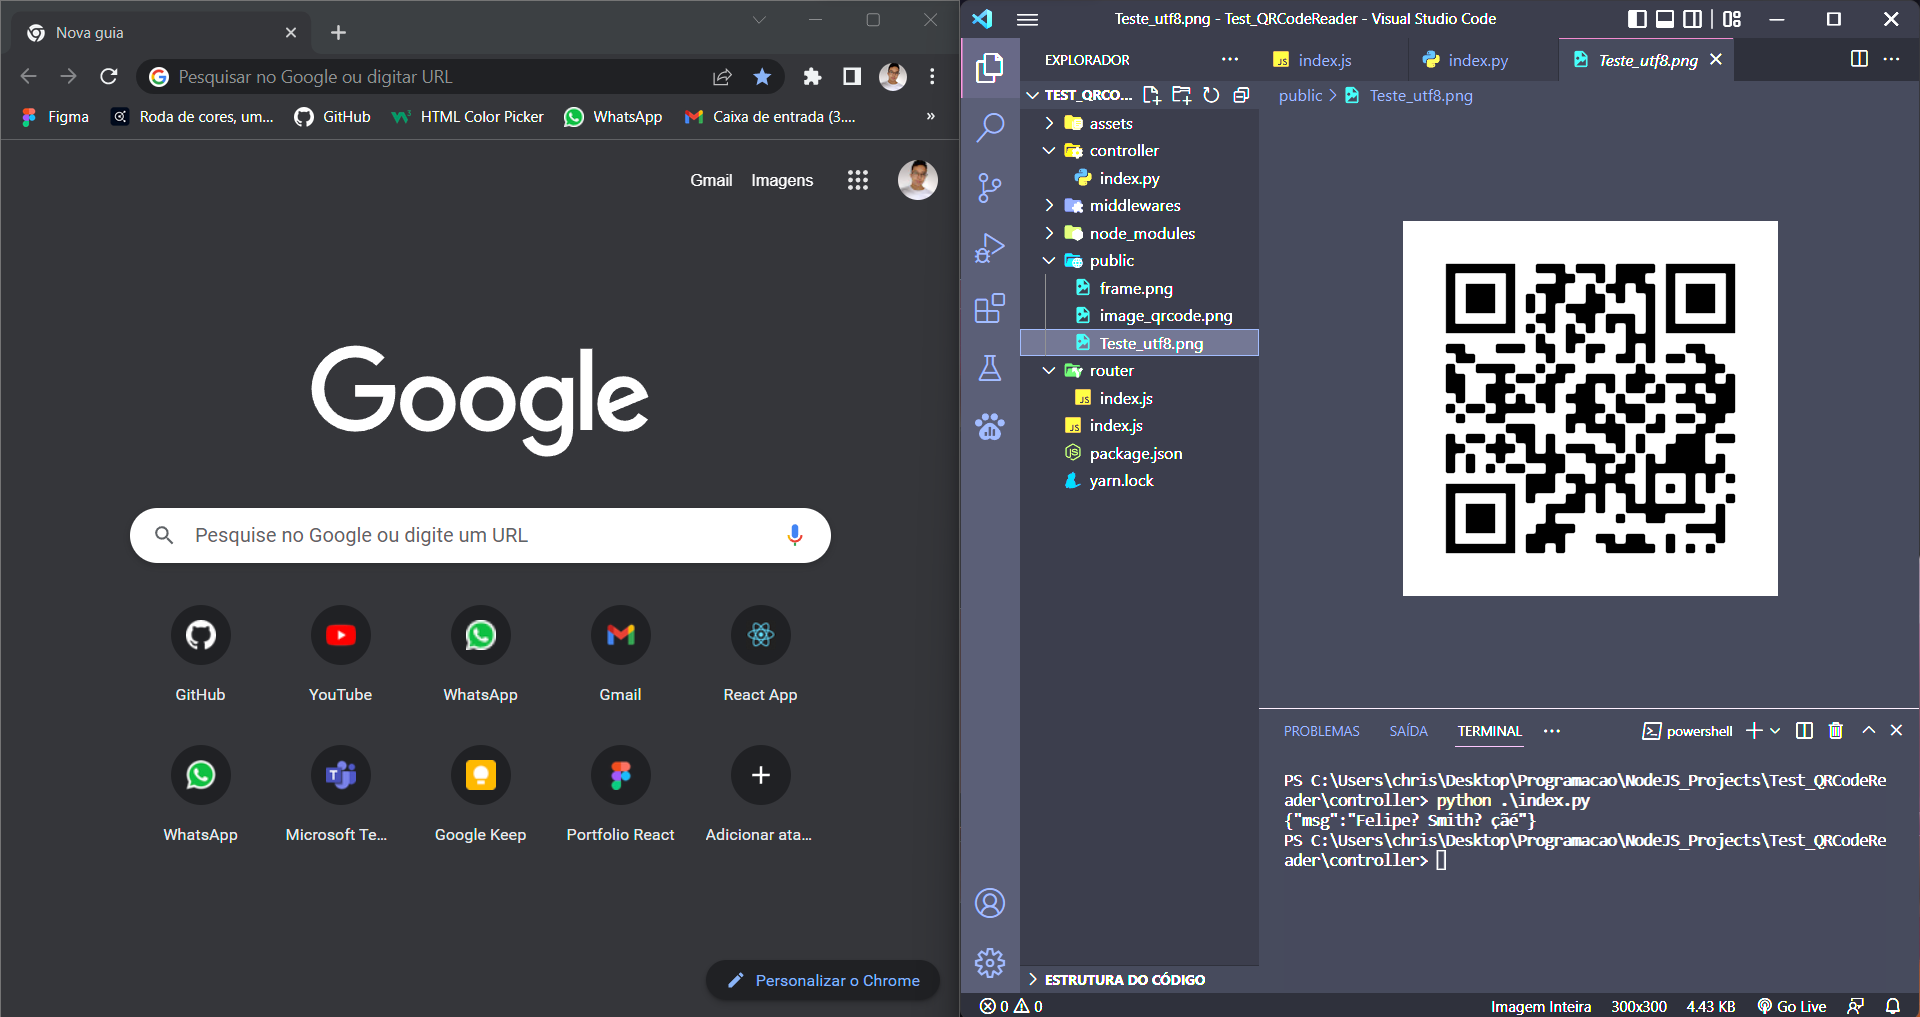 Nova guia
Pesquisar no Google ou digitar URL
Figma
Roda de cores, um...
GitHub
HTML Color Picker
WhatsApp
Caixa de entrada (3....
»
Gmail
Imagens
Google
Pesquise no Google ou digite um URL
GitHub
YouTube
WhatsApp
Gmail
React App
WhatsApp
Microsoft Te...
Google Keep
Portfolio React
Adicionar ata...
Personalizar o Chrome
Teste_utf8.png - Test_QRCodeReader - Visual Studio Code
EXPLORADOR
TEST_QRCO...
assets
controller
index.py
middlewares
node_modules
public
frame.png
image_qrcode.png
Teste_utf8.png
router
index.js
index.js
package.json
yarn.lock
ESTRUTURA DO CÓDIGO
index.js
index.py
Teste_utf8.png
public > Teste_utf8.png
PROBLEMAS
SAÍDA
TERMINAL
powershell
PS C:\Users\chris\Desktop\Programacao\NodeJS_Projects\Test_QRCodeRe
ader\controller> python .\index.py
{"msg":"Felipe? Smith? çãé"}
PS C:\Users\chris\Desktop\Programacao\NodeJS_Projects\Test_QRCodeRe
ader\controller>
0 0
Imagem Inteira
300x300
4.43 KB
Go Live